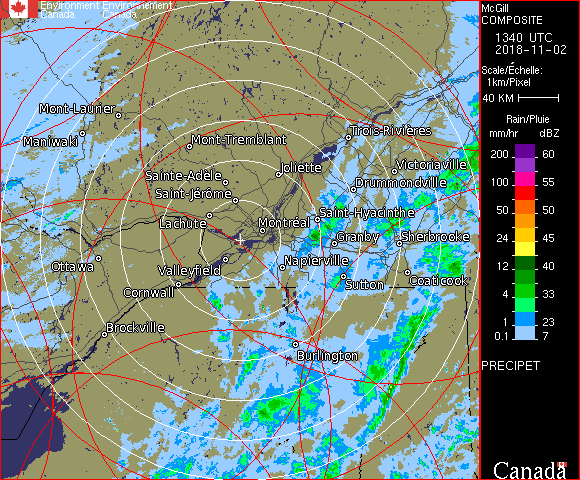 Environment Environnement
Canada Canada
McGill
COMPOSITE
1340 UTC
2018-11-02
Scale/Échelle:
1km/Pixel
40 KM
Rain/Pluie
mm/hr dBZ
200 60
150 57
100 55
50 50
24 45
12 40
4 33
1 23
0.1 7
PRECIPET
Canada
Mont-Laurier
Maniwaki
Mont-Tremblant
Trois-Rivières
Joliette
Victoriaville
Sainte-Adèle
Drummondville
Saint-Jérôme
Saint-Hyacinthe
Lachute
Montréal
Granby
Sherbrooke
Ottawa
Valleyfield
Napierville
Cornwall
Sutton
Coaticook
Brockville
Burlington